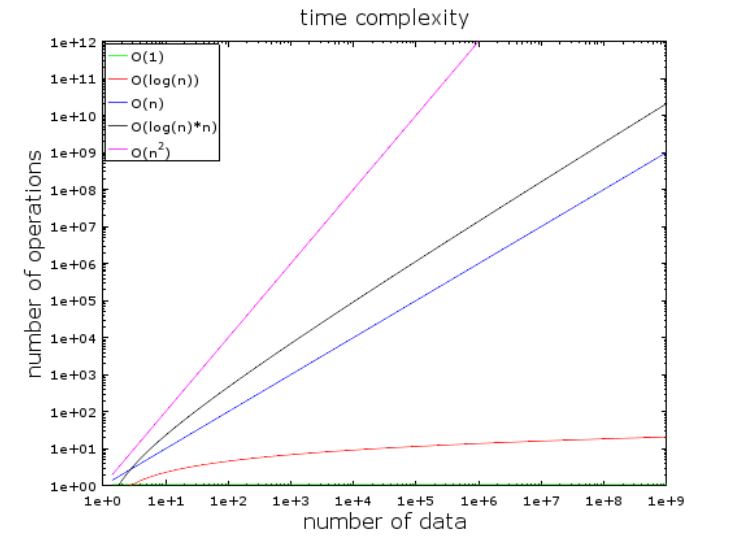 time complexity
1e+12
1e+11
1e+10
1e+09
1e+08
1e+07
1e+06
1e+05
1e+04
1e+03
1e+02
1e+01
1e+00
number of operations
O(1)
O(log(n))
O(n)
O(log(n)*n)
O(n²)
1e+0 1e+1 1e+2 1e+3 1e+4 1e+5 1e+6 1e+7 1e+8 1e+9
number of data